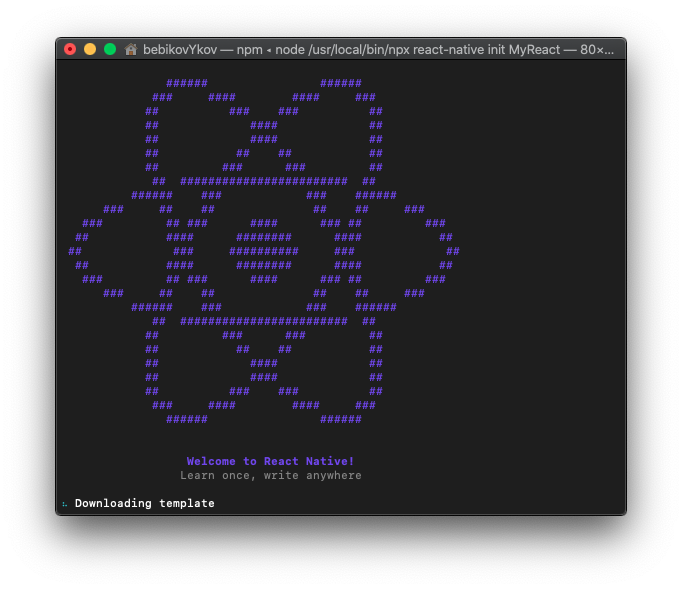 bebikovYkov — npm ◂ node /usr/local/bin/npx react-native init MyReact — 80×...
Welcome to React Native!
Learn once, write anywhere
Downloading template